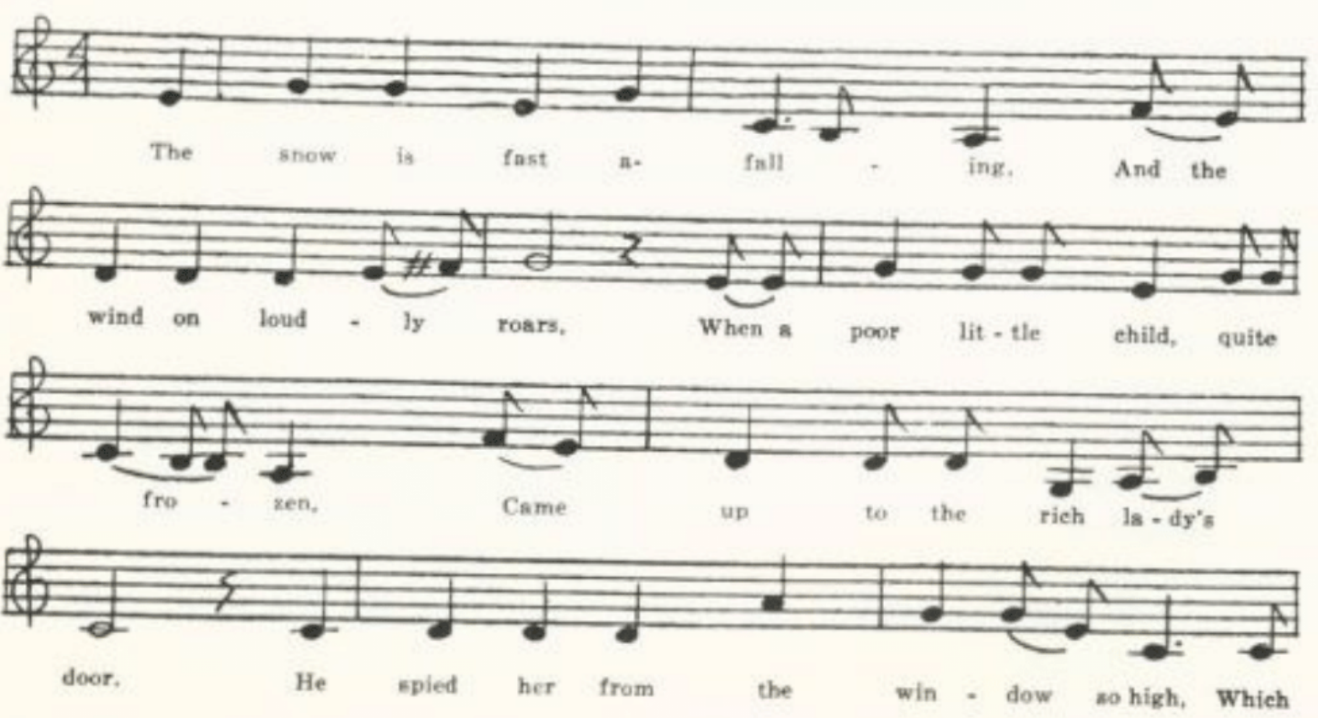 The snow is fast a- fall - ing, And the
wind on loud - ly roars, When a poor lit - tle child, quite
fro - zen, Came up to the rich la - dy's
door. He spied her from the win - dow so high, Which